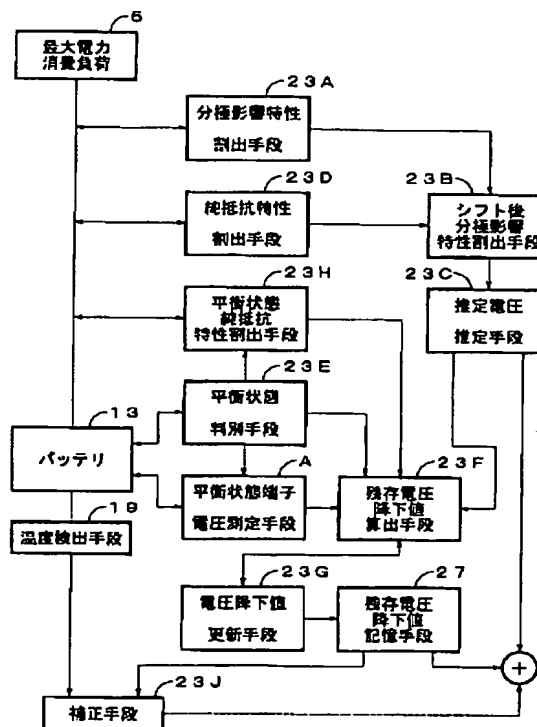 5
最大電力
消費負荷
23A
分極影響特性
割出手段
23D
純抵抗特性
割出手段
23B
シフト後
分極影響
特性割出手段
23H
平衡状態
純抵抗
特性割出手段
23C
推定電圧
推定手段
23E
平衡状態
判別手段
13
バッテリ
A
平衡状態端子
電圧測定手段
23F
残存電圧
降下値
算出手段
19
温度検出手段
23G
電圧降下値
更新手段
27
残存電圧
降下値
記憶手段
+
23J
補正手段